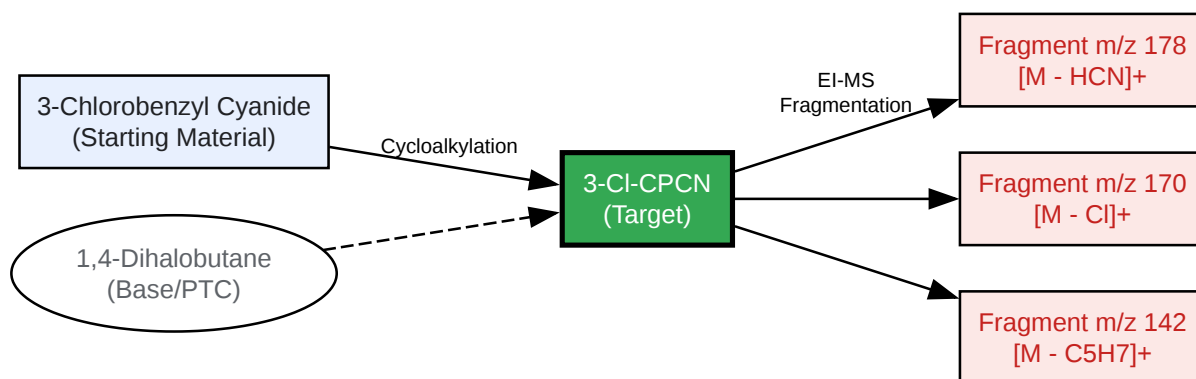 3-Chlorobenzyl Cyanide
(Starting Material)
1,4-Dihalobutane
(Base/PTC)
Cycloalkylation
3-Cl-CPCN
(Target)
EI-MS
Fragmentation
Fragment m/z 178
[M - HCN]+
Fragment m/z 170
[M - Cl]+
Fragment m/z 142
[M - C5H7]+